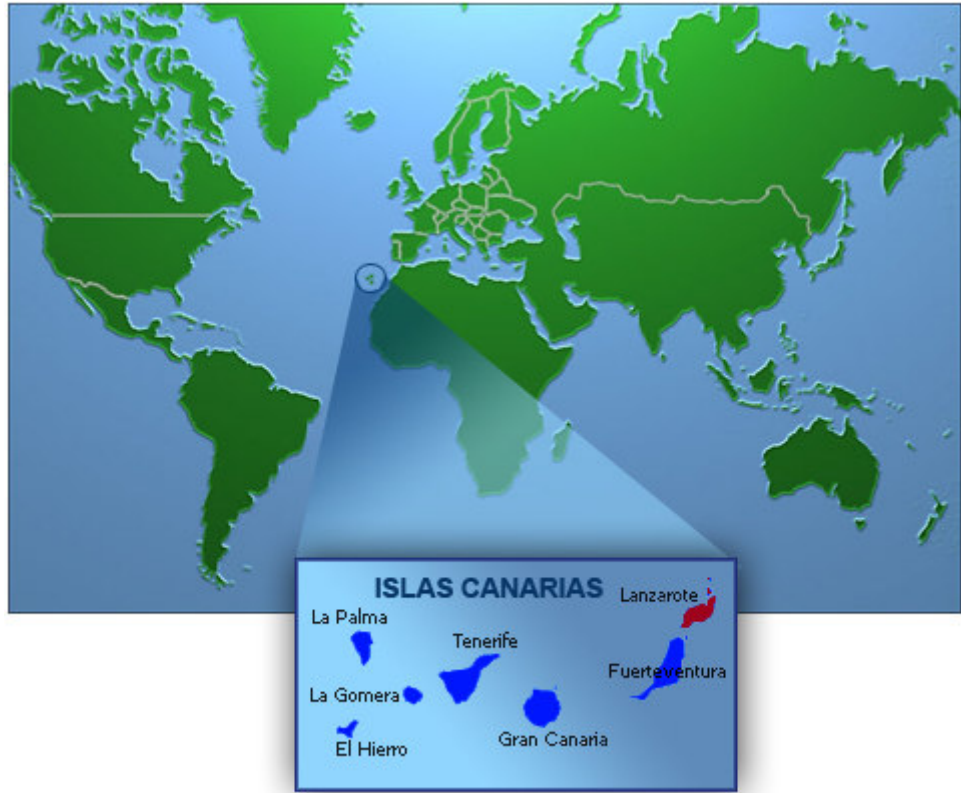 ISLAS CANARIAS
Lanzarote
La Palma
Tenerife
Fuerteventura
La Gomera
Gran Canaria
El Hierro